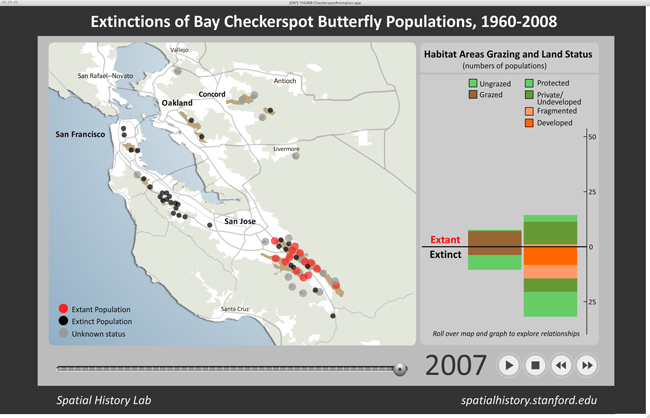 JON'S THUMB CheckerspotAnimation.app
Extinctions of Bay Checkerspot Butterfly Populations, 1960-2008
Vallejo
San Rafael--Novato
Antioch
Concord
Oakland
San Francisco
Livermore
San Jose
Santa Cruz
Extant Population
Extinct Population
Unknown status
Habitat Areas Grazing and Land Status
(numbers of populations)
Ungrazed
Grazed
Protected
Private/
Undeveloped
Fragmented
Developed
50
25
Extant
0
Extinct
25
Roll over map and graph to explore relationships
2007
Spatial History Lab
spatialhistory.stanford.edu